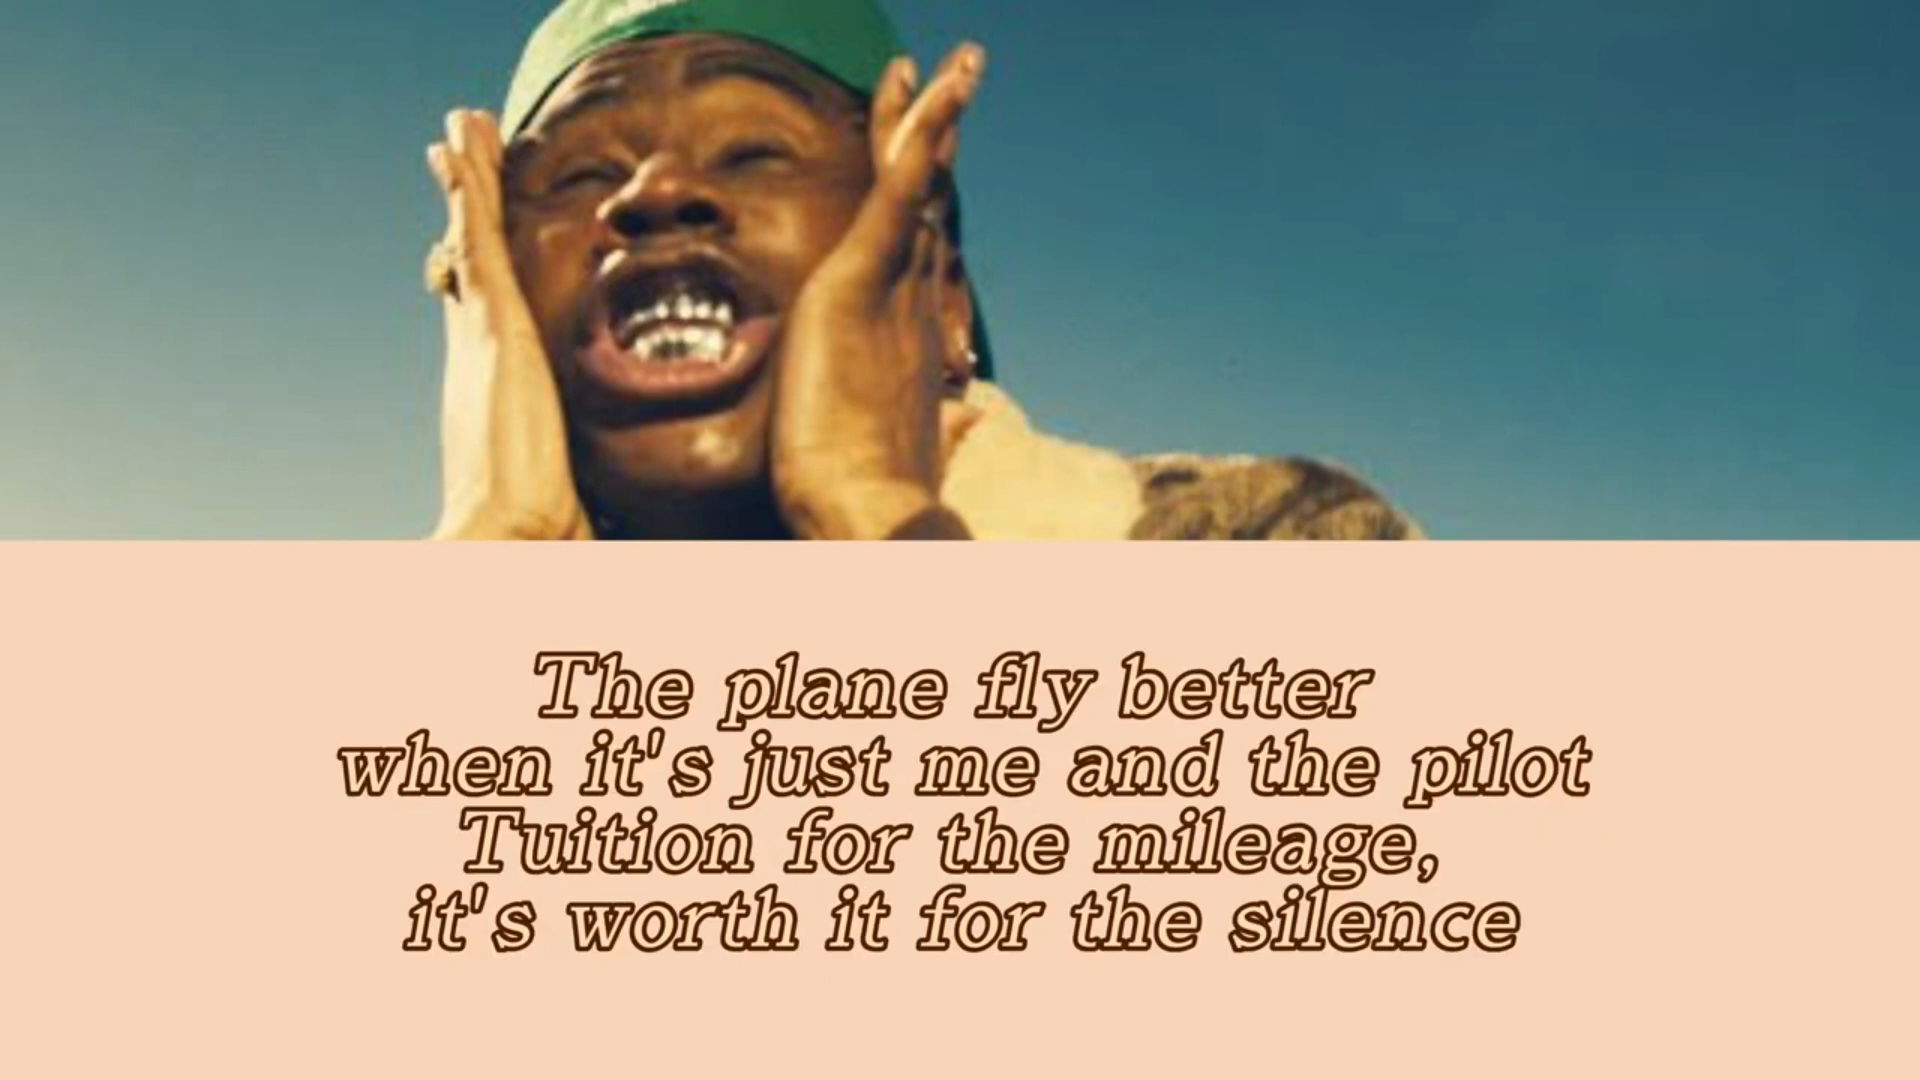 The plane fly better
when it's just me and the pilot
Tuition for the mileage,
it's worth it for the silence